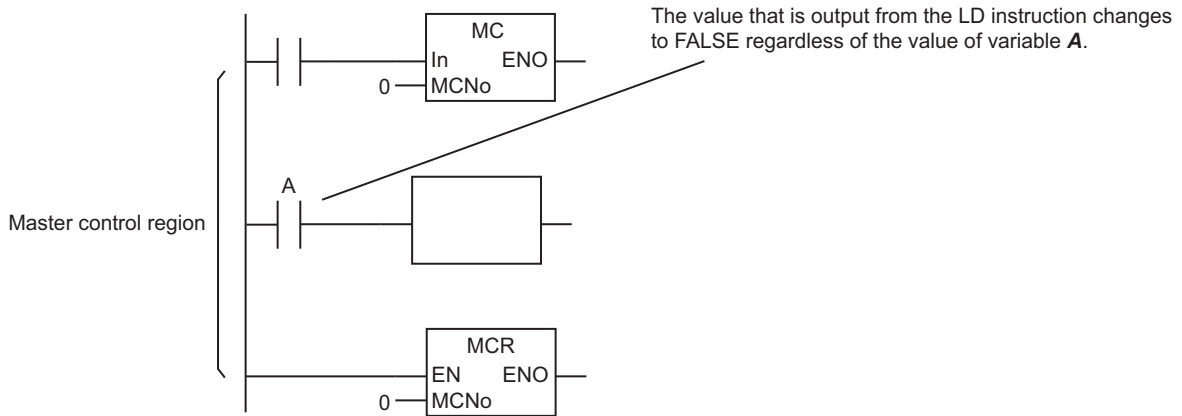 The value that is output from the LD instruction changes
to FALSE regardless of the value of variable A.
MC
In ENO
0 MCNo
A
Master control region
MCR
EN ENO
0 MCNo